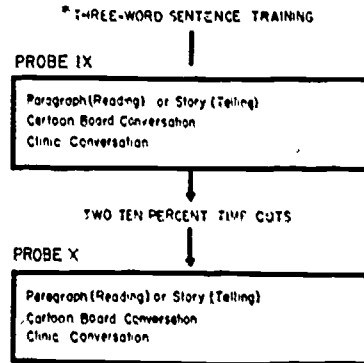 *THREE-WORD SENTENCE TRAINING
PROBE IX
Paragraph (Reading) or Story (Telling)
Cartoon Board Conversation
Clinic Conversation
TWO TEN PERCENT TIME CUTS
PROBE X
Paragraph (Reading) or Story (Telling)
Cartoon Board Conversation
Clinic Conversation